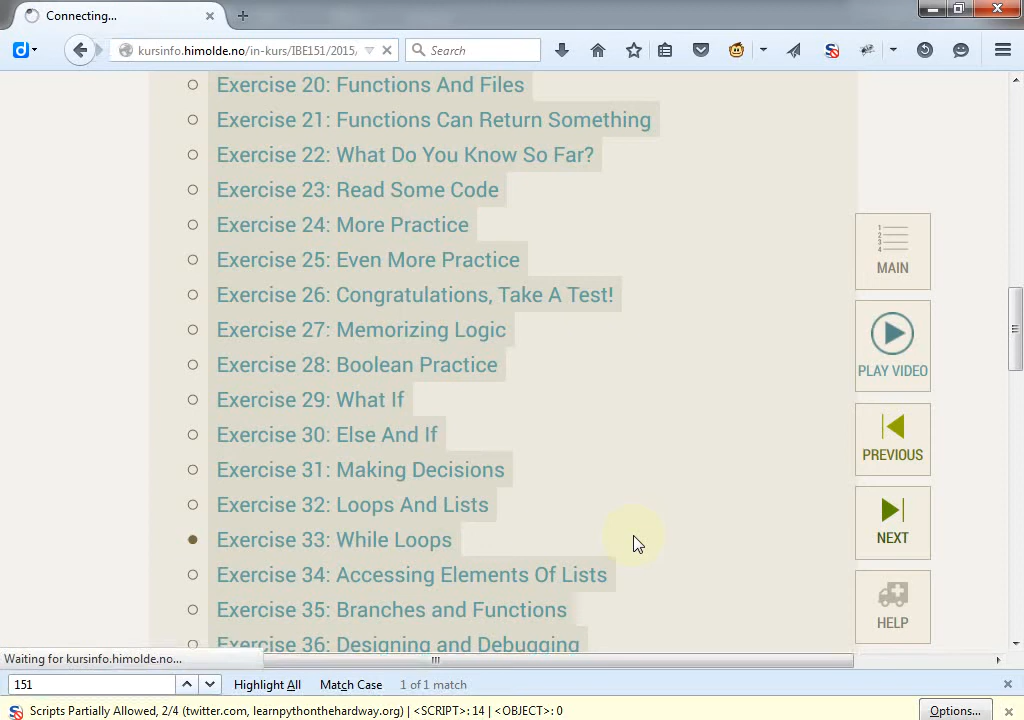 Connecting...
kursinfo.himolde.no/in-kurs/IBE151/2015,
Search
Exercise 20: Functions And Files
Exercise 21: Functions Can Return Something
Exercise 22: What Do You Know So Far?
Exercise 23: Read Some Code
Exercise 24: More Practice
Exercise 25: Even More Practice
Exercise 26: Congratulations, Take A Test!
Exercise 27: Memorizing Logic
Exercise 28: Boolean Practice
Exercise 29: What If
Exercise 30: Else And If
Exercise 31: Making Decisions
Exercise 32: Loops And Lists
Exercise 33: While Loops
Exercise 34: Accessing Elements Of Lists
Exercise 35: Branches and Functions
Exercise 36: Designing and Debugging
MAIN
PLAY VIDEO
PREVIOUS
NEXT
HELP
Waiting for kursinfo.himolde.no...
151
Highlight All
Match Case
1 of 1 match
Scripts Partially Allowed, 2/4 (twitter.com, learnpythonthehardway.org) | <SCRIPT>: 14 | <OBJECT>: 0
Options...